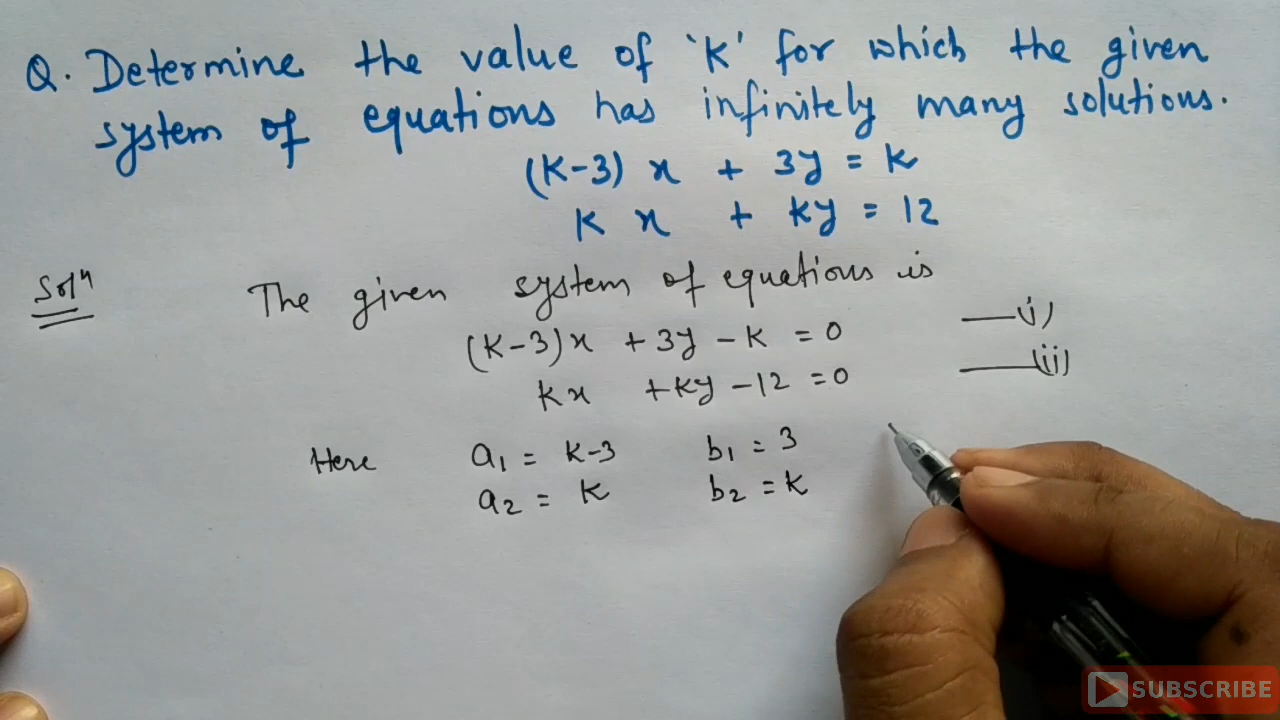 Q. Determine the value of 'K' for which the given
system of equations has infinitely many solutions.
(K-3) x + 3y = K
K x + Ky = 12
Solⁿ
The given system of equations is
(K-3)x + 3y - K = 0 —(i)
Kx + Ky - 12 = 0 —(ii)
Here a₁ = K-3 b₁ = 3
a₂ = K b₂ = K
SUBSCRIBE